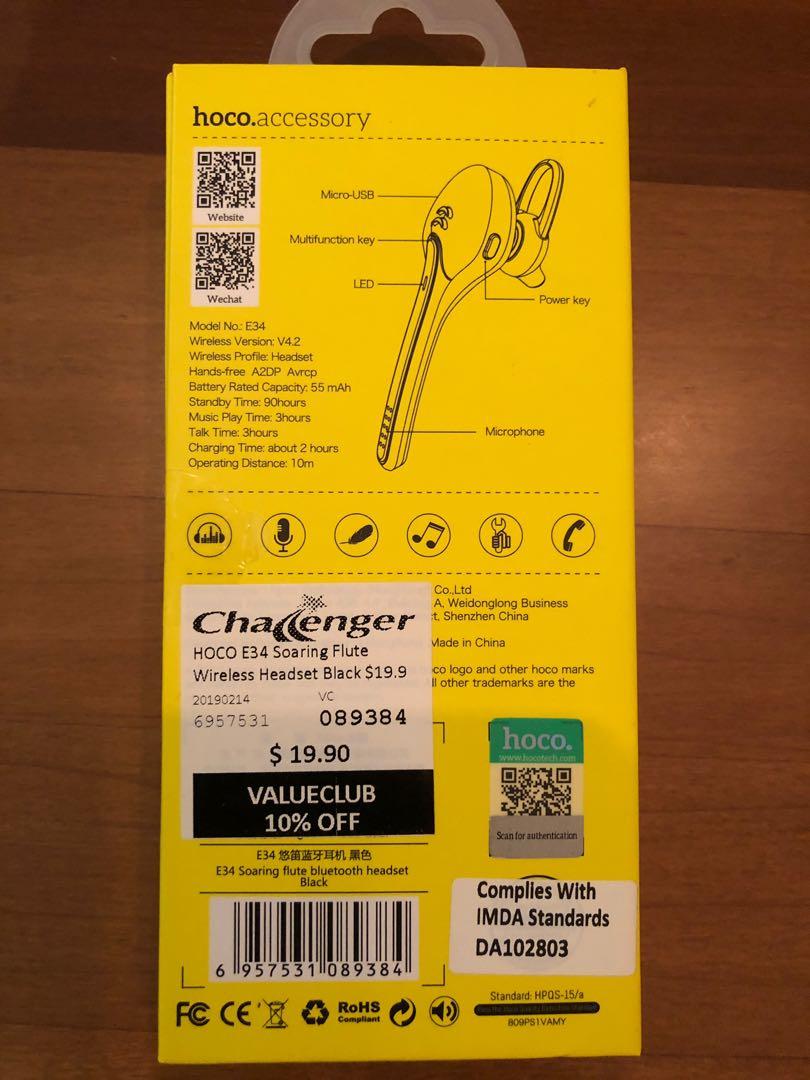 hoco.accessory
Website
Wechat
Micro-USB
Multifunction key
LED
Power key
Microphone
Model No.: E34
Wireless Version: V4.2
Wireless Profile: Headset
Hands-free A2DP Avrcp
Battery Rated Capacity: 55 mAh
Standby Time: 90hours
Music Play Time: 3hours
Talk Time: 3hours
Charging Time: about 2 hours
Operating Distance: 10m
Co.,Ltd
A, Weidonglong Business
ct, Shenzhen China
Made in China
oco logo and other hoco marks
ll other trademarks are the
Challenger
HOCO E34 Soaring Flute
Wireless Headset Black $19.9
20190214 VC
6957531 089384
$ 19.90
VALUECLUB
10% OFF
hoco.
www.hocotech.com
Scan for authentication
E34 悠笛蓝牙耳机 黑色
E34 Soaring flute bluetooth headset
Black
6 957531 089384
Complies With
IMDA Standards
DA102803
Standard: HPQS-15/a
809PS1VAMY
FC CE RoHS
Compliant